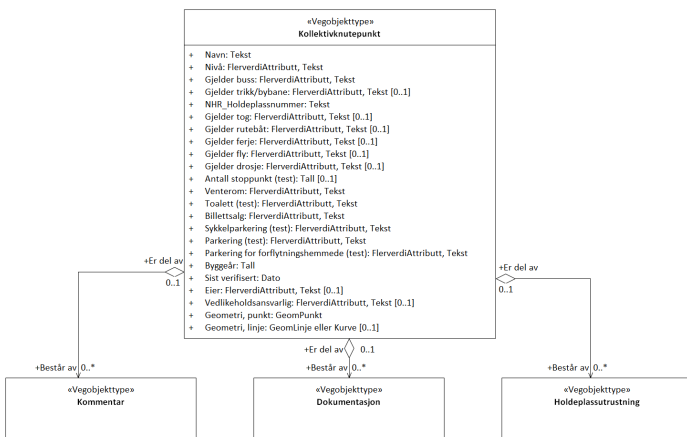 «Vegobjekttype»
Kollektivknutepunkt
+ Navn: Tekst
+ Nivå: FlerverdiAttributt, Tekst
+ Gjelder buss: FlerverdiAttributt, Tekst
+ Gjelder trikk/bybane: FlerverdiAttributt, Tekst [0..1]
+ NHR_Holdeplassnummer: Tekst
+ Gjelder tog: FlerverdiAttributt, Tekst [0..1]
+ Gjelder rutebåt: FlerverdiAttributt, Tekst [0..1]
+ Gjelder ferje: FlerverdiAttributt, Tekst [0..1]
+ Gjelder fly: FlerverdiAttributt, Tekst [0..1]
+ Gjelder drosje: FlerverdiAttributt, Tekst [0..1]
+ Antall stoppunkt (test): Tall [0..1]
+ Venterom: FlerverdiAttributt, Tekst
+ Toalett (test): FlerverdiAttributt, Tekst
+ Billettsalg: FlerverdiAttributt, Tekst
+ Sykkelparkering (test): FlerverdiAttributt, Tekst
+ Parkering (test): FlerverdiAttributt, Tekst
+ Parkering for forflytningshemmede (test): FlerverdiAttributt, Tekst
+ Byggeår: Tall
+ Sist verifisert: Dato
+ Eier: FlerverdiAttributt, Tekst [0..1]
+ Vedlikeholdsansvarlig: FlerverdiAttributt, Tekst [0..1]
+ Geometri, punkt: GeomPunkt
+ Geometri, linje: GeomLinje eller Kurve [0..1]
+Er del av
0..1
+Er del av
0..1
+Er del av 0..1
+Består av 0..*
+Består av 0..*
+Består av 0..*
«Vegobjekttype»
Kommentar
«Vegobjekttype»
Dokumentasjon
«Vegobjekttype»
Holdeplassutrustning